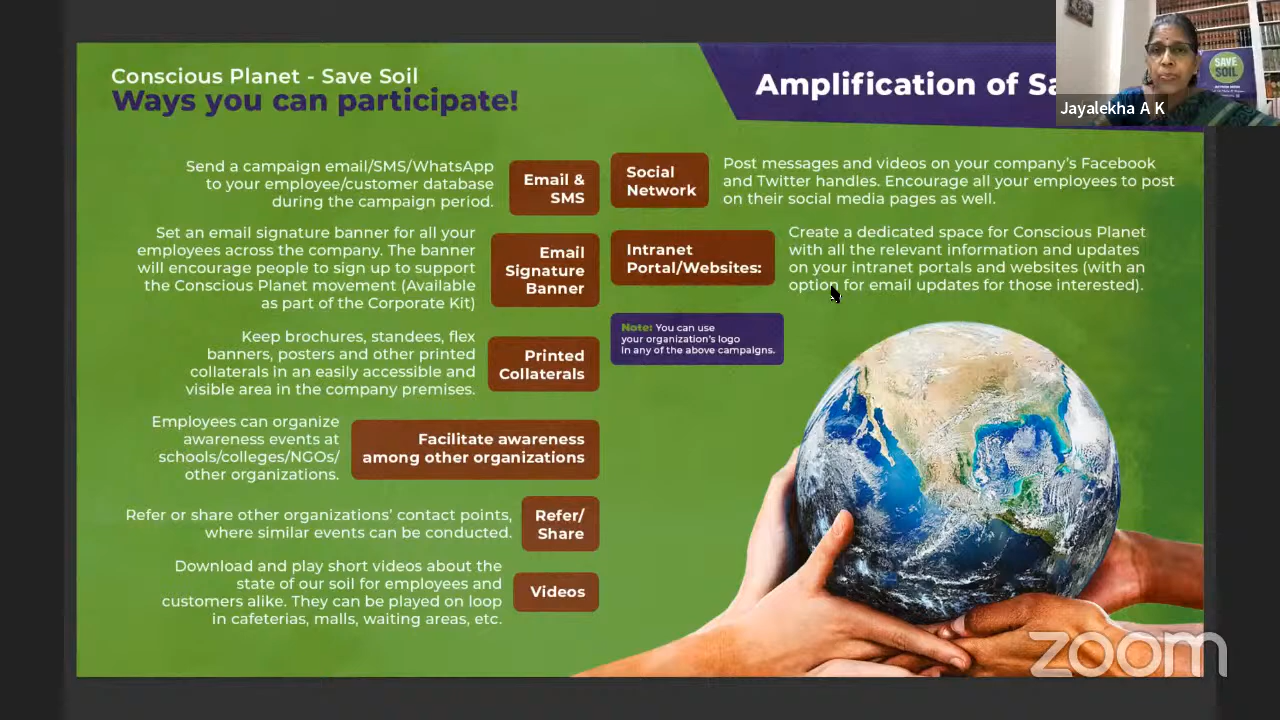 Conscious Planet - Save Soil
Ways you can participate!
Amplification of Sa
SAVE
SOIL
Jayalekha A K
Send a campaign email/SMS/WhatsApp
to your employee/customer database
during the campaign period.
Email &
SMS
Set an email signature banner for all your
employees across the company. The banner
will encourage people to sign up to support
the Conscious Planet movement (Available
as part of the Corporate Kit)
Email
Signature
Banner
Keep brochures, standees, flex
banners, posters and other printed
collaterals in an easily accessible and
visible area in the company premises.
Printed
Collaterals
Employees can organize
awareness events at
schools/colleges/NGOs/
other organizations.
Facilitate awareness
among other organizations
Refer or share other organizations’ contact points,
where similar events can be conducted.
Refer/
Share
Download and play short videos about the
state of our soil for employees and
customers alike. They can be played on loop
in cafeterias, malls, waiting areas, etc.
Videos
Social
Network
Post messages and videos on your company’s Facebook
and Twitter handles. Encourage all your employees to post
on their social media pages as well.
Intranet
Portal/Websites:
Create a dedicated space for Conscious Planet
with all the relevant information and updates
on your intranet portals and websites (with an
option for email updates for those interested).
Note: You can use
your organization’s logo
in any of the above campaigns.
zoom